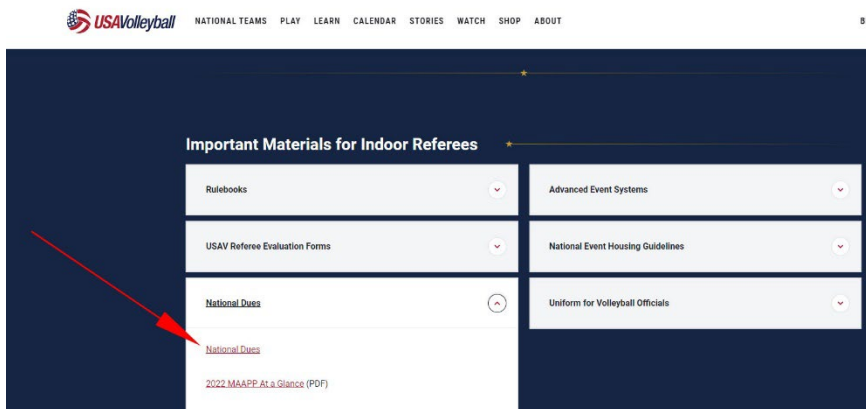 USAVolleyball NATIONAL TEAMS PLAY LEARN CALENDAR STORIES WATCH SHOP ABOUT
Important Materials for Indoor Referees
Rulebooks
Advanced Event Systems
USAV Referee Evaluation Forms
National Event Housing Guidelines
National Dues
Uniform for Volleyball Officials
National Dues
2022 MAAPP At a Glance (PDF)